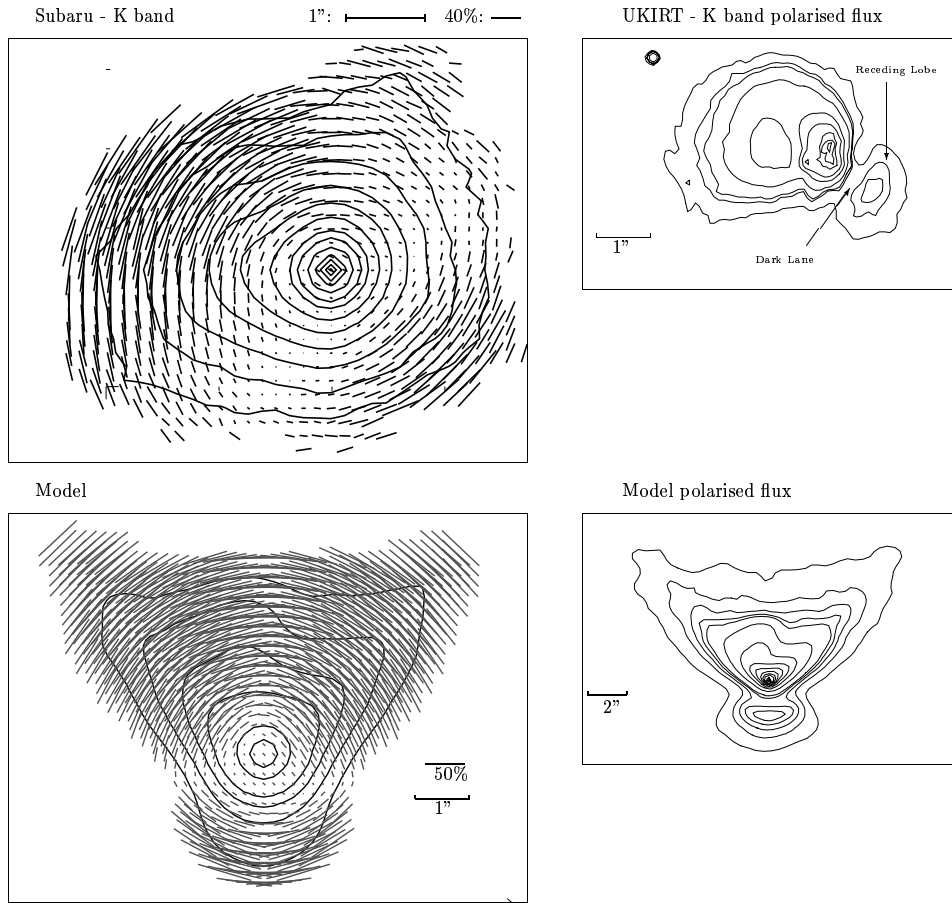 Subaru - K band
1": 40%:
UKIRT - K band polarised flux
Receding Lobe
1"
Dark Lane
Model
50%
1"
Model polarised flux
2"